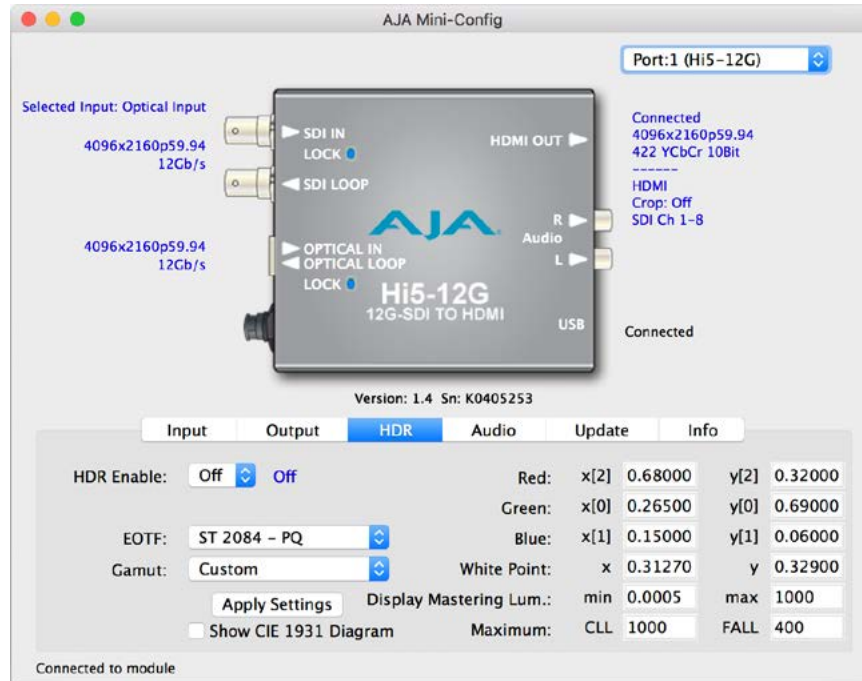 AJA Mini-Config
Port:1 (Hi5-12G)
Selected Input: Optical Input
4096x2160p59.94
12Gb/s
4096x2160p59.94
12Gb/s
SDI IN
LOCK
SDI LOOP
HDMI OUT
AJA
R
Audio
L
OPTICAL IN
OPTICAL LOOP
LOCK
Hi5-12G
12G-SDI TO HDMI
USB
Connected
4096x2160p59.94
422 YCbCr 10Bit
------
HDMI
Crop: Off
SDI Ch 1-8
Connected
Version: 1.4 Sn: K0405253
Input Output HDR Audio Update Info
HDR Enable: Off Off
Red: x[2] 0.68000 y[2] 0.32000
Green: x[0] 0.26500 y[0] 0.69000
EOTF: ST 2084 - PQ
Blue: x[1] 0.15000 y[1] 0.06000
Gamut: Custom
White Point: x 0.31270 y 0.32900
Apply Settings
Display Mastering Lum.: min 0.0005 max 1000
Show CIE 1931 Diagram
Maximum: CLL 1000 FALL 400
Connected to module